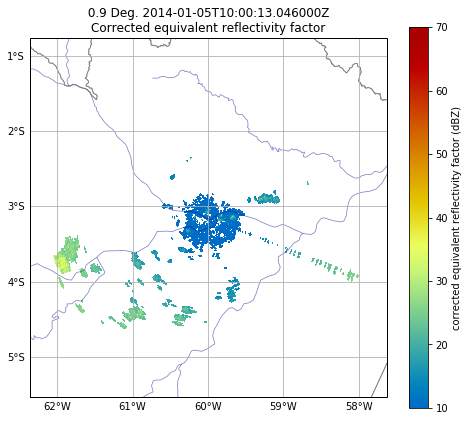 0.9 Deg. 2014-01-05T10:00:13.046000Z
Corrected equivalent reflectivity factor
1°S
2°S
3°S
4°S
5°S
62°W 61°W 60°W 59°W 58°W
70
60
50
40
30
20
10
corrected equivalent reflectivity factor (dBZ)